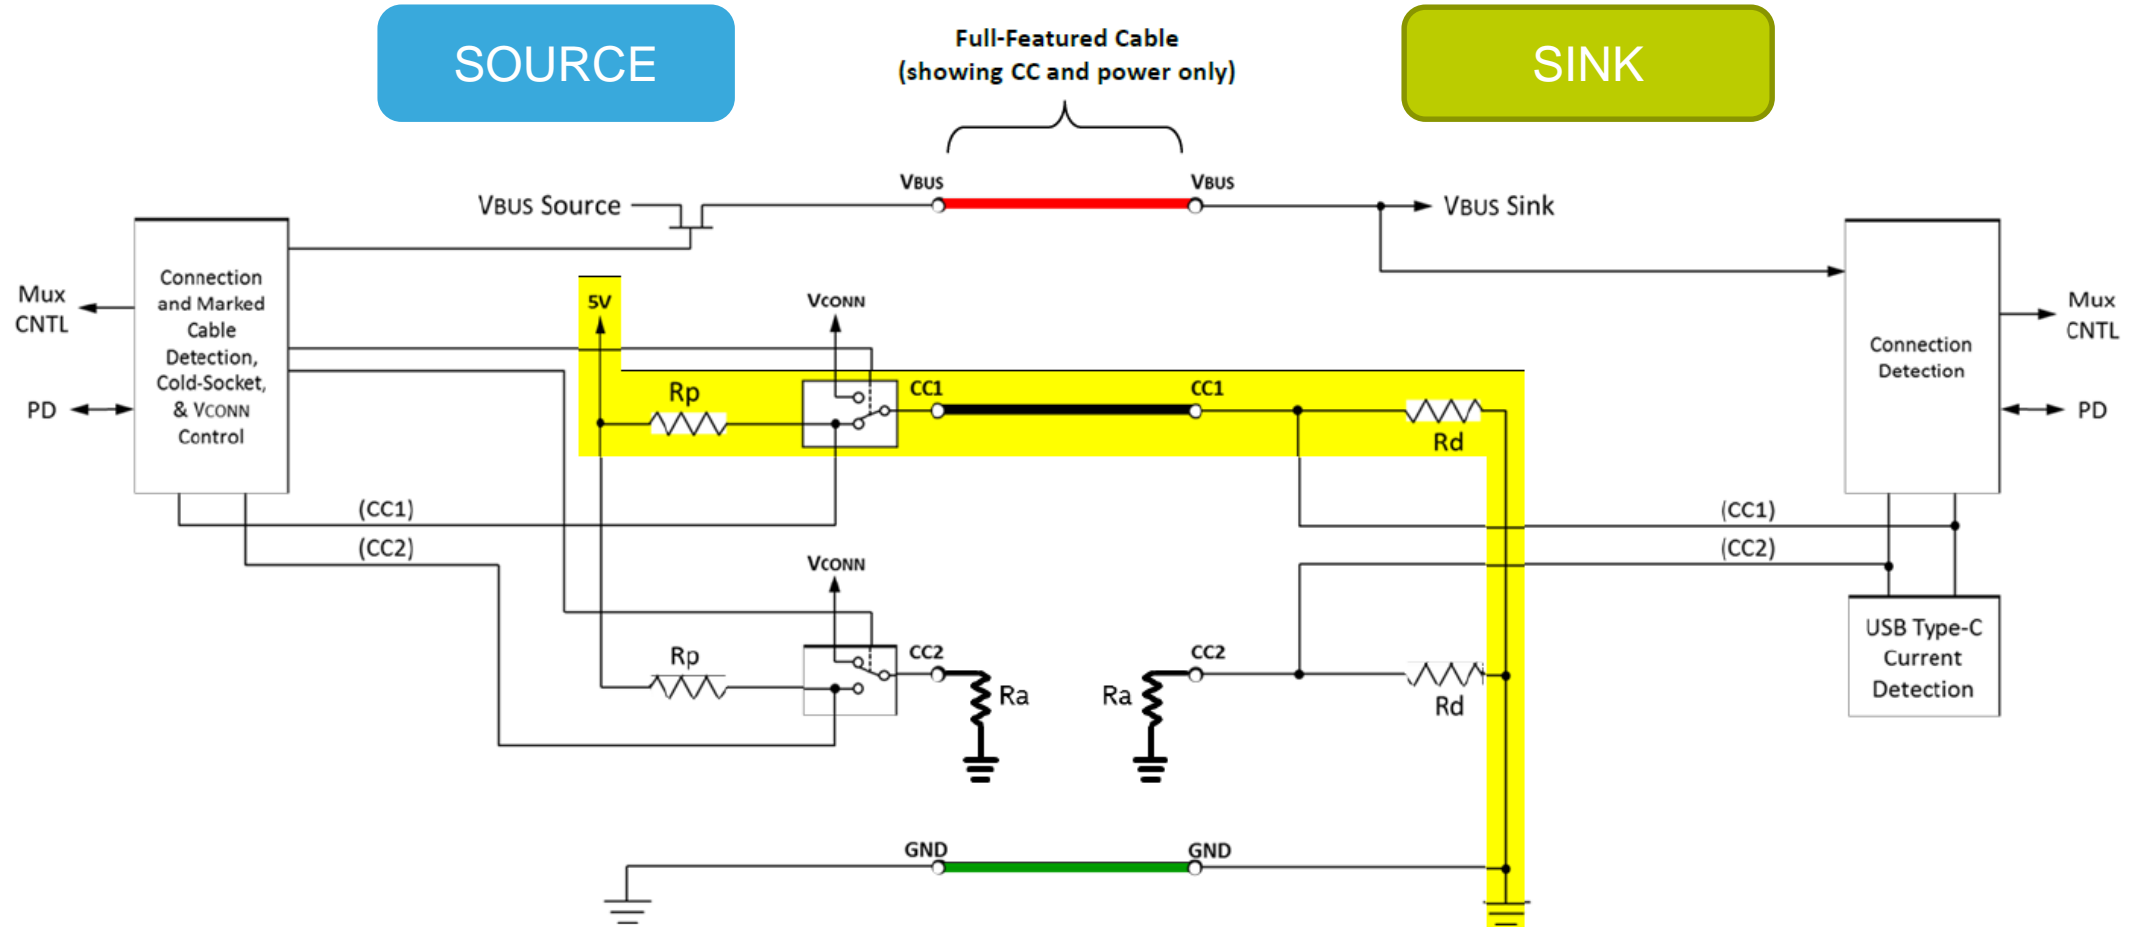 SOURCE
Full-Featured Cable
(showing CC and power only)
SINK
VBUS
VBUS
VBUS Source
VBUS Sink
Connection
and Marked
Cable
Detection,
Cold-Socket,
& VCONN
Control
Mux
CNTL
PD
5V
VCONN
Rp
CC1
CC1
Rd
Connection
Detection
Mux
CNTL
PD
(CC1)
(CC2)
(CC1)
(CC2)
VCONN
Rp
CC2
Ra
Ra
CC2
Rd
USB Type-C
Current
Detection
GND
GND